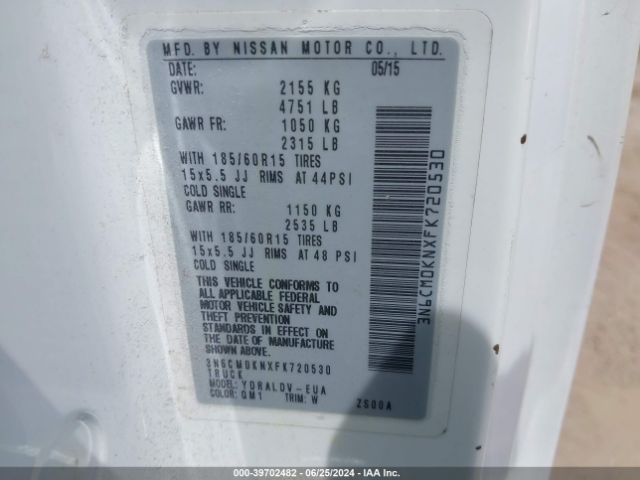 MFD. BY NISSAN MOTOR CO., LTD.
DATE: 05/15
GVWR: 2155 KG
4751 LB
GAWR FR: 1050 KG
2315 LB
WITH 185/60R15 TIRES
15x5.5 JJ RIMS AT 44PSI
COLD SINGLE
GAWR RR: 1150 KG
2535 LB
WITH 185/60R15 TIRES
15x5.5 JJ RIMS AT 48 PSI
COLD SINGLE
THIS VEHICLE CONFORMS TO
ALL APPLICABLE FEDERAL
MOTOR VEHICLE SAFETY AND
THEFT PREVENTION
STANDARDS IN EFFECT ON
THE DATE OF MANUFACTURE
SHOWN ABOVE.
3N6CM0KNXFK720530
TRUCK
MODEL: YDRALDV-EUA
COLOR: QM1 TRIM: W ZS00A
3N6CM0KNXFK720530
000-39702482 - 06/25/2024 - IAA Inc.